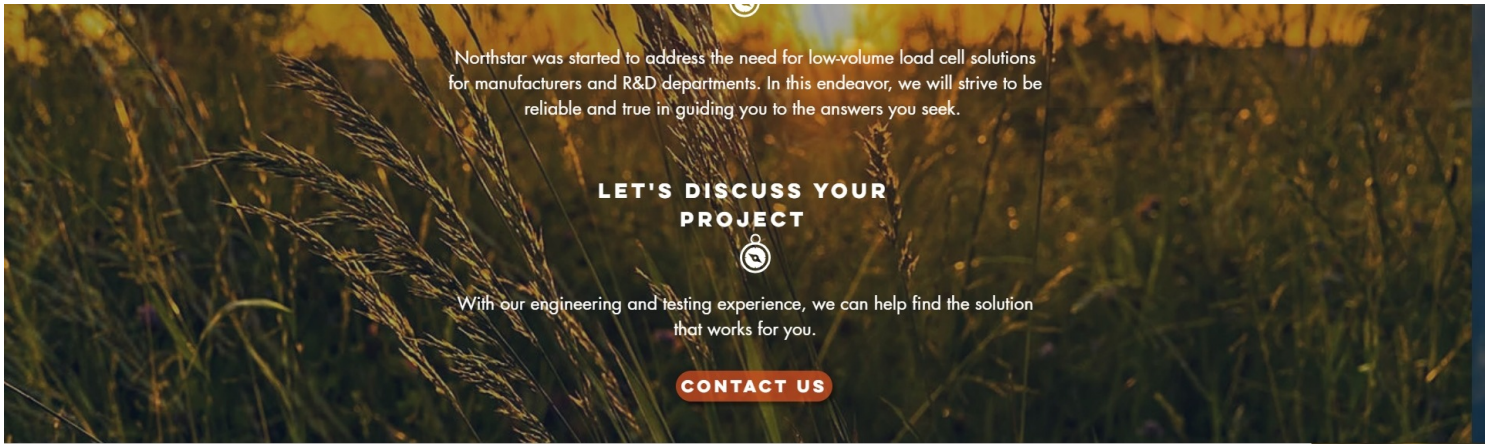 Northstar was started to address the need for low-volume load cell solutions
for manufacturers and R&D departments. In this endeavor, we will strive to be
reliable and true in guiding you to the answers you seek.
LET'S DISCUSS YOUR
PROJECT
With our engineering and testing experience, we can help find the solution
that works for you.
CONTACT US